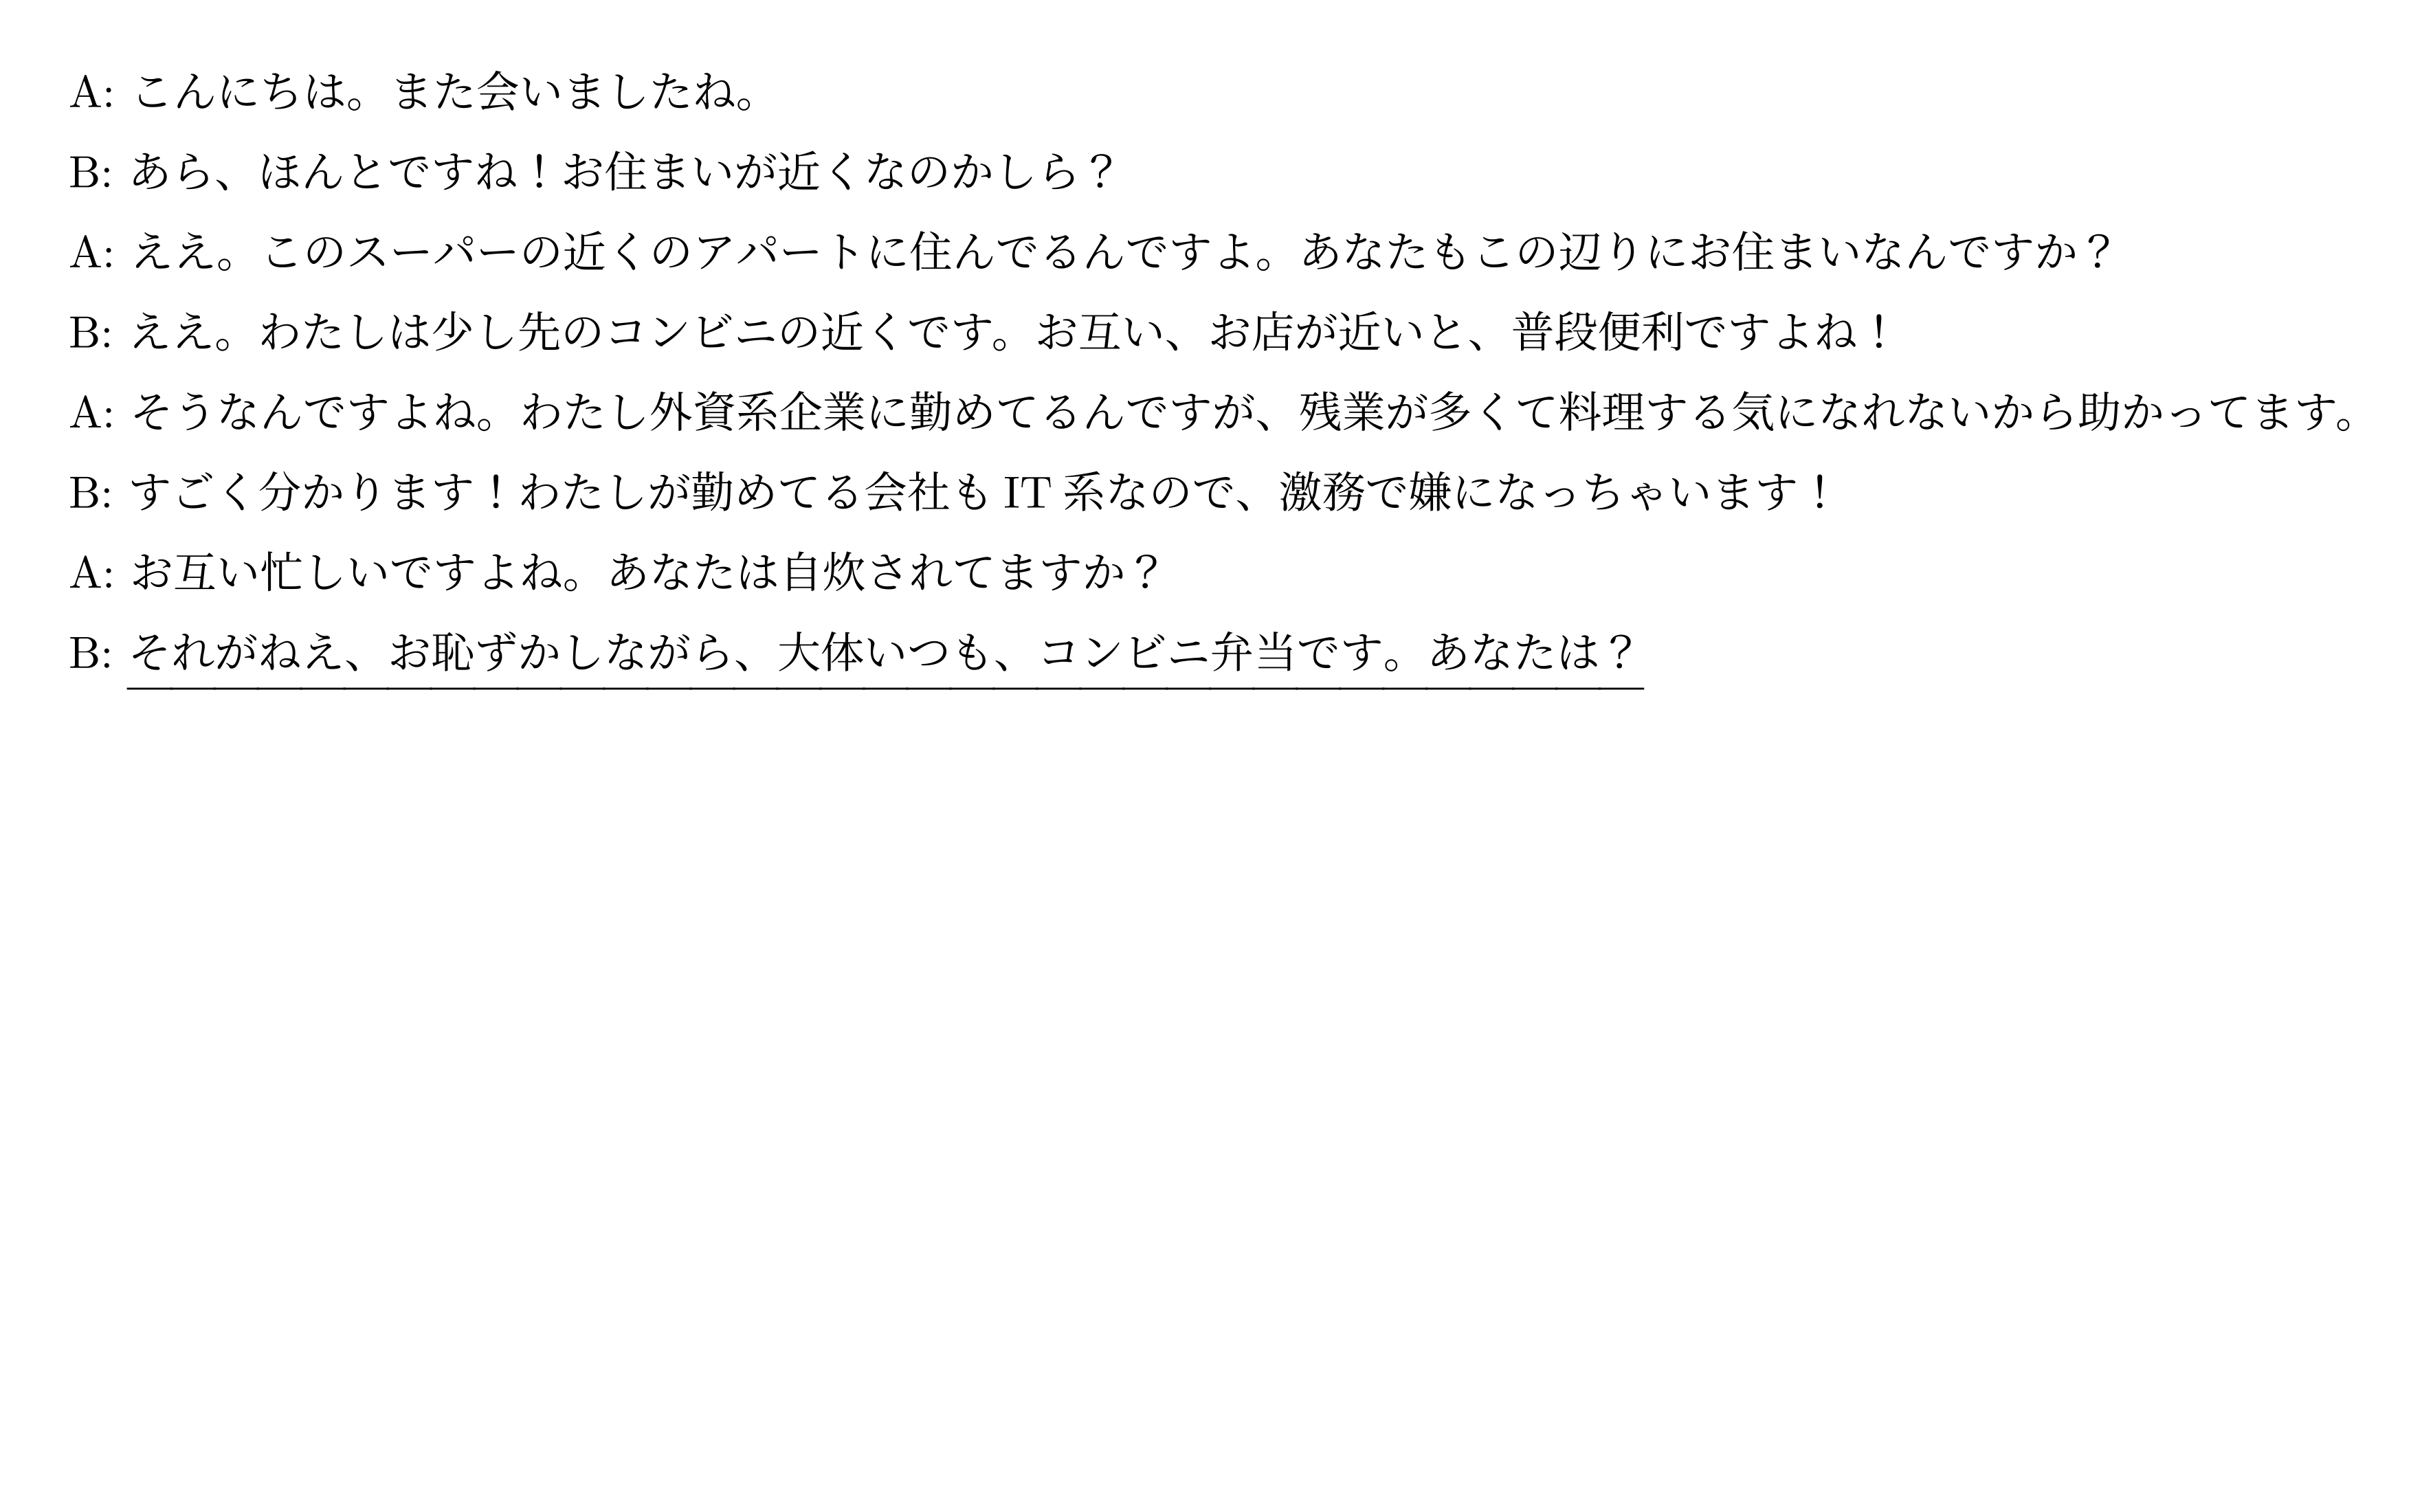 A: こんにちは。また会いましたね。
B: あら、ほんとですね！お住まいが近くなのかしら？
A: ええ。このスーパーの近くのアパートに住んでるんですよ。あなたもこの辺りにお住まいなんですか？
B: ええ。わたしは少し先のコンビニの近くです。お互い、お店が近いと、普段便利ですよね！
A: そうなんですよね。わたし外資系企業に勤めてるんですが、残業が多くて料理する気になれないから助かってます。
B: すごく分かります！わたしが勤めてる会社も IT 系なので、激務で嫌になっちゃいます！
A: お互い忙しいですよね。あなたは自炊されてますか？
B: それがねえ、お恥ずかしながら、大体いつも、コンビニ弁当です。あなたは？